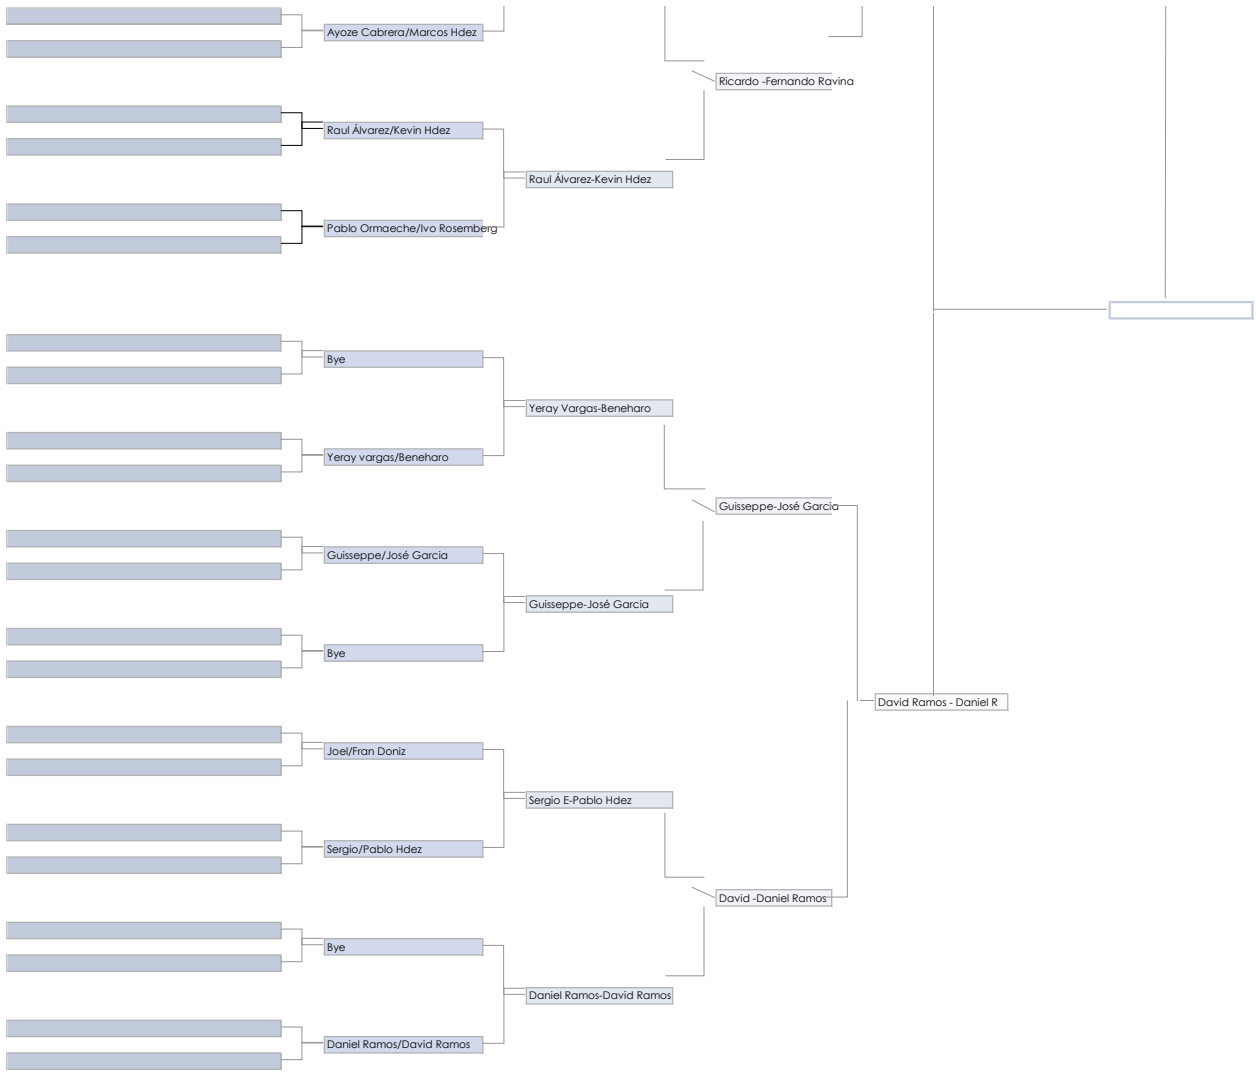 Ayoze Cabrera/Marcos Hdez
Ricardo -Fernando Ravina
Raul Álvarez/Kevin Hdez
Raul Álvarez-Kevin Hdez
Pablo Ormaeche/Ivo Rosemberg
Bye
Yeray Vargas-Beneharo
Yeray vargas/Beneharo
Guisseppe-José Garcia
Guisseppe/José Garcia
Guisseppe-José Garcia
Bye
David Ramos - Daniel R
Joel/Fran Doniz
Sergio E-Pablo Hdez
Sergio/Pablo Hdez
David -Daniel Ramos
Bye
Daniel Ramos-David Ramos
Daniel Ramos/David Ramos